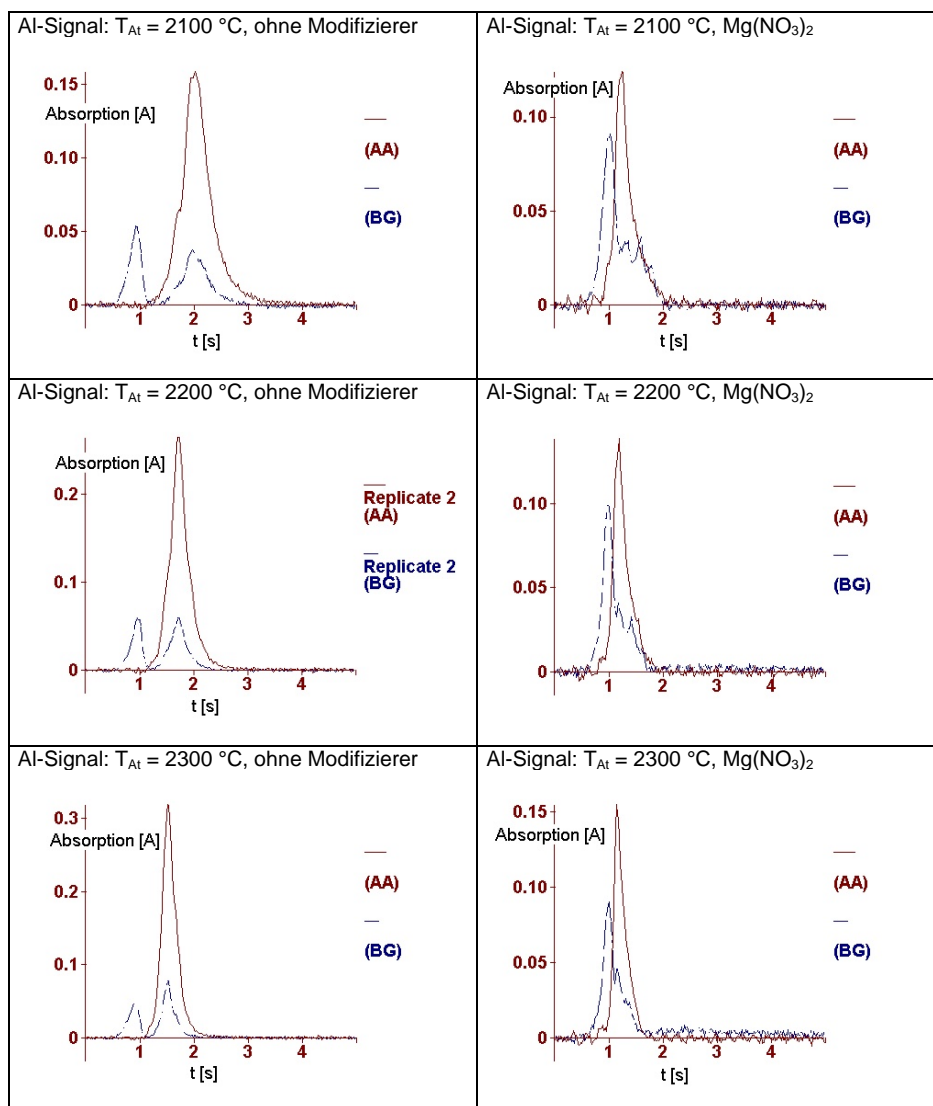 Al-Signal: TAt = 2100 °C, ohne Modifizierer
0.15
Absorption [A]
0.10
0.05
0
1 2 3 4
t [s]
(AA)
(BG)
Al-Signal: TAt = 2100 °C, Mg(NO3)2
Absorption [A]
0.10
0.05
0
1 2 3 4
t [s]
(AA)
(BG)
Al-Signal: TAt = 2200 °C, ohne Modifizierer
Absorption [A]
0.2
0.1
0
1 2 3 4
t [s]
Replicate 2
(AA)
Replicate 2
(BG)
Al-Signal: TAt = 2200 °C, Mg(NO3)2
0.10
0.05
0
1 2 3 4
(AA)
(BG)
Al-Signal: TAt = 2300 °C, ohne Modifizierer
0.3
Absorption [A]
0.2
0.1
0
1 2 3 4
t [s]
(AA)
(BG)
Al-Signal: TAt = 2300 °C, Mg(NO3)2
0.15
Absorption [A]
0.10
0.05
0
1 2 3 4
t [s]
(AA)
(BG)